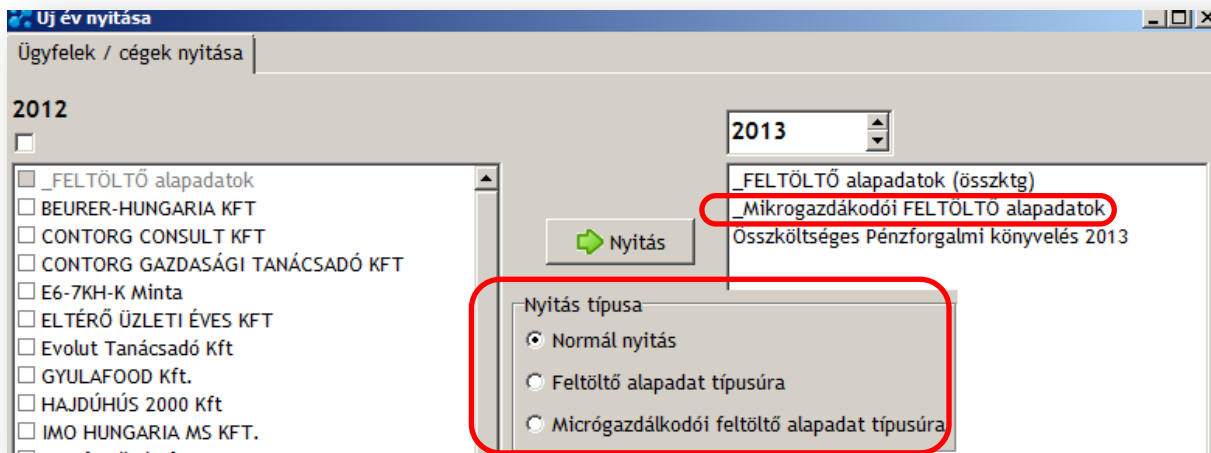 Uj év nyitása
Ügyfelek / cégek nyitása
2012
2013
_FELTÖLTŐ alapadatok
BEURER-HUNGARIA KFT
CONTORG CONSULT KFT
CONTORG GAZDASÁGI TANÁCSADÓ KFT
E6-7KH-K Minta
ELTÉRŐ ÜZLETI ÉVES KFT
Evolut Tanácsadó Kft
GYULAFOOD Kft.
HAJDÚHÚS 2000 Kft
IMO HUNGARIA MS KFT.
Nyitás
_FELTÖLTŐ alapadatok (összktg)
_Mikrogazdákodói FELTÖLTŐ alapadatok
Összköltséges Pénzforgalmi könyvelés 2013
Nyitás típusa
Normál nyitás
Feltöltő alapadat típusúra
Micrógazdálkodói feltöltő alapadat típusúra